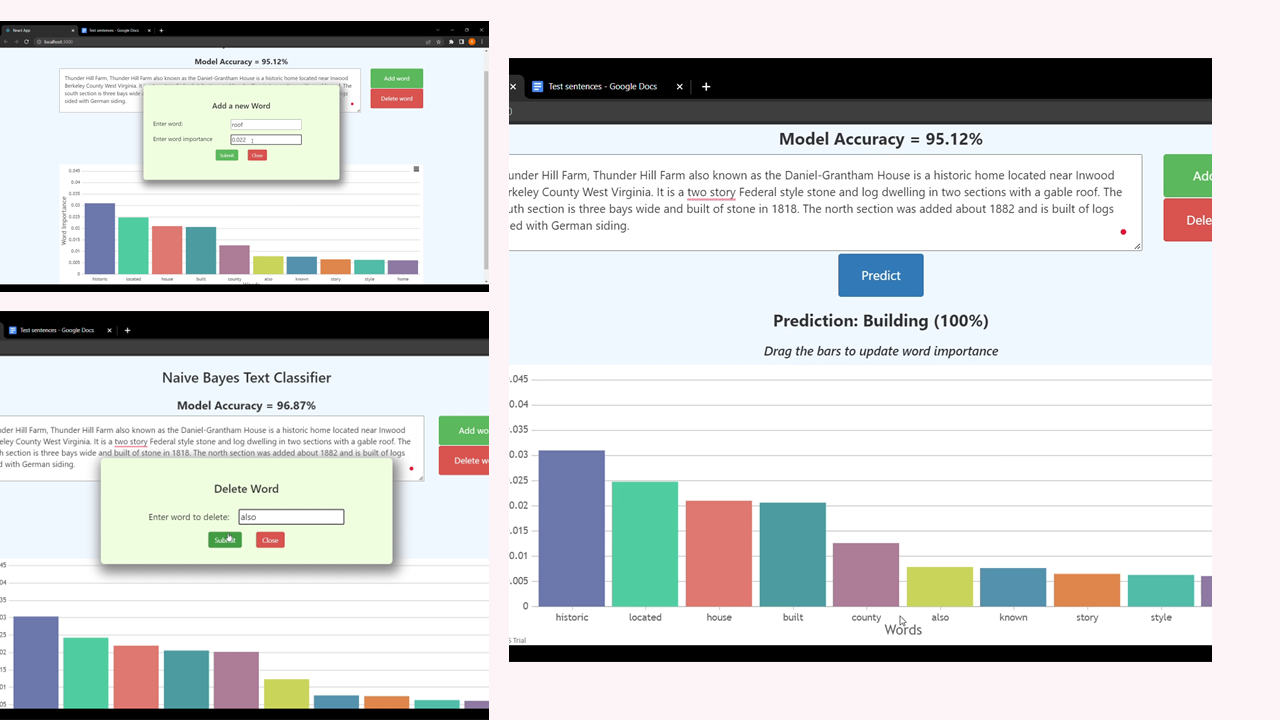 React App
Test sentences - Google Docs
localhost:3000
Model Accuracy = 95.12%
Thunder Hill Farm, Thunder Hill Farm also known as the Daniel-Grantham House is a historic home located near Inwood
Berkeley County West Virginia. It is a
south section is three bays wide
sided with German siding.
Add word
Delete word
Add a new Word
Enter word:
roof
Enter word importance
0.022
Submit
Close
Word Importance
0.045
0.04
0.035
0.03
0.025
0.02
0.015
0.01
0.005
0
historic located house built county also known story style home
Test sentences - Google Docs
Naive Bayes Text Classifier
Model Accuracy = 96.87%
nder Hill Farm, Thunder Hill Farm also known as the Daniel-Grantham House is a historic home located near Inwood
eley County West Virginia. It is a two story Federal style stone and log dwelling in two sections with a gable roof. The
h section is three bays wide and built of stone in 1818. The north section was added about 1882 and is built of logs
d with German siding.
Add wo
Delete w
Delete Word
Enter word to delete:
also
Submit
Close
45
04
35
03
25
02
15
01
05
Test sentences - Google Docs
Model Accuracy = 95.12%
under Hill Farm, Thunder Hill Farm also known as the Daniel-Grantham House is a historic home located near Inwood
rkeley County West Virginia. It is a two story Federal style stone and log dwelling in two sections with a gable roof. The
uth section is three bays wide and built of stone in 1818. The north section was added about 1882 and is built of logs
ed with German siding.
Add
Dele
Predict
Prediction: Building (100%)
Drag the bars to update word importance
.045
0.04
.035
0.03
.025
0.02
.015
0.01
.005
0
historic located house built county also known story style
Words
S Trial